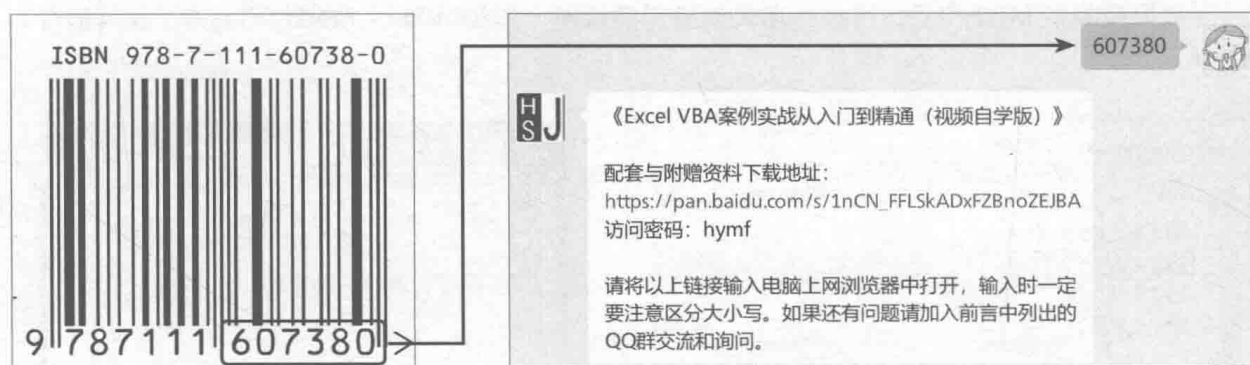 ISBN 978-7-111-60738-0
9 787111 607380
607380
HS J
《Excel VBA案例实战从入门到精通（视频自学版）》
配套与附赠资料下载地址：
https://pan.baidu.com/s/1nCN_FFLSkADxFZBnoZEJBA
访问密码：hymf
请将以上链接输入电脑上网浏览器中打开，输入时一定
要注意区分大小写。如果还有问题请加入前言中列出的
QQ群交流和询问。